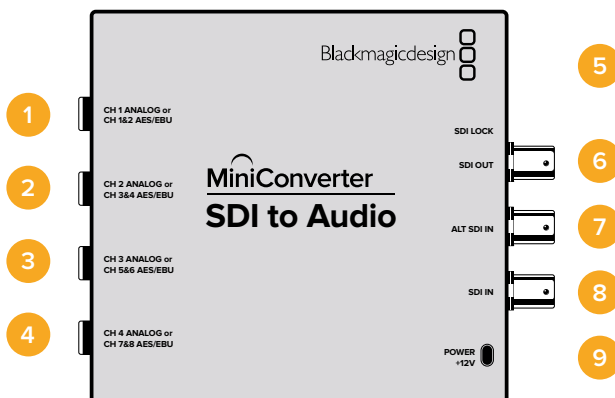 Blackmagicdesign
1
CH 1 ANALOG or
CH 1&2 AES/EBU
2
CH 2 ANALOG or
CH 3&4 AES/EBU
3
CH 3 ANALOG or
CH 5&6 AES/EBU
4
CH 4 ANALOG or
CH 7&8 AES/EBU
MiniConverter
SDI to Audio
5
SDI LOCK
SDI OUT
6
ALT SDI IN
7
SDI IN
8
POWER
+12V
9